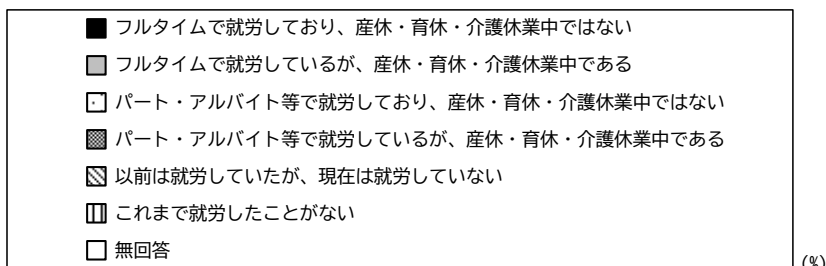 フルタイムで就労しており、産休・育休・介護休業中ではない
フルタイムで就労しているが、産休・育休・介護休業中である
パート・アルバイト等で就労しており、産休・育休・介護休業中ではない
パート・アルバイト等で就労しているが、産休・育休・介護休業中である
以前は就労していたが、現在は就労していない
これまで就労したことがない
無回答
(%)